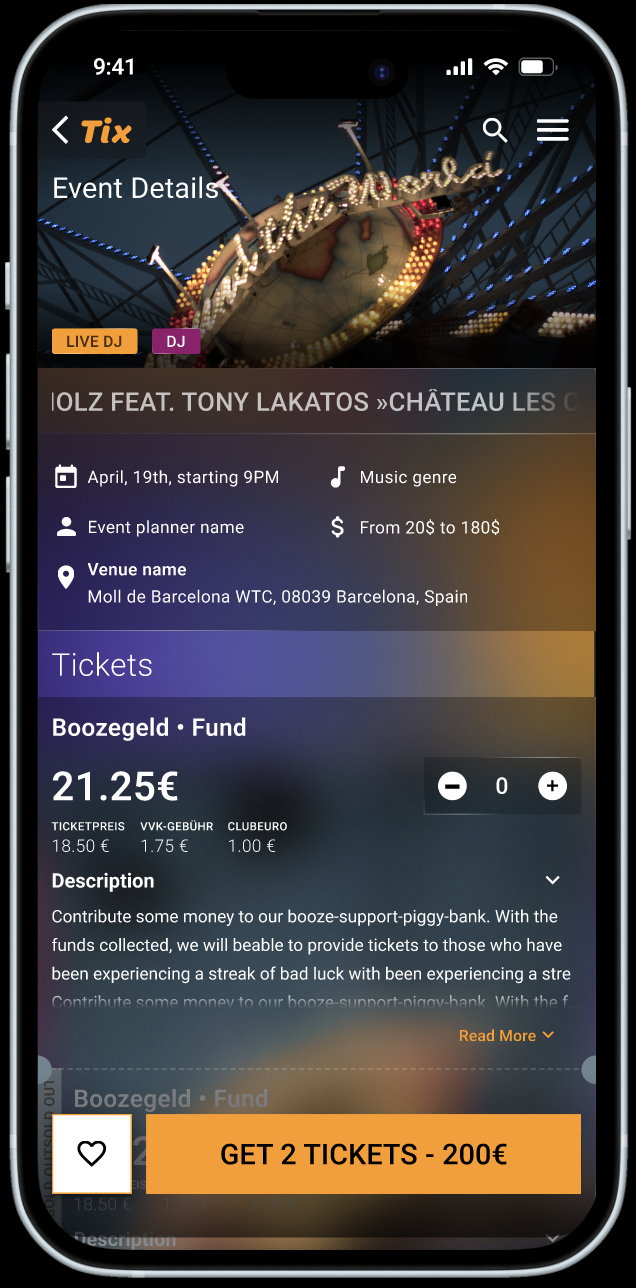 9:41
Tix
Event Details
and the World
LIVE DJ
DJ
FEAT. TONY LAKATOS »CHÂTEAU LES
April, 19th, starting 9PM
Music genre
Event planner name
From 20$ to 180$
Venue name
Moll de Barcelona WTC, 08039 Barcelona, Spain
Tickets
Boozegeld • Fund
21.25€
0
TICKETPREIS VVK-GEBÜHR CLUBEURO
18.50 € 1.75 € 1.00 €
Description
Contribute some money to our booze-support-piggy-bank. With the
funds collected, we will beable to provide tickets to those who have
been experiencing a streak of bad luck with been experiencing a stre
Contribute some money to our booze-support-piggy-bank. With the f...
Read More
Boozegeld • Fund
SOLD OUT
GET 2 TICKETS - 200€
18.50 €
Description